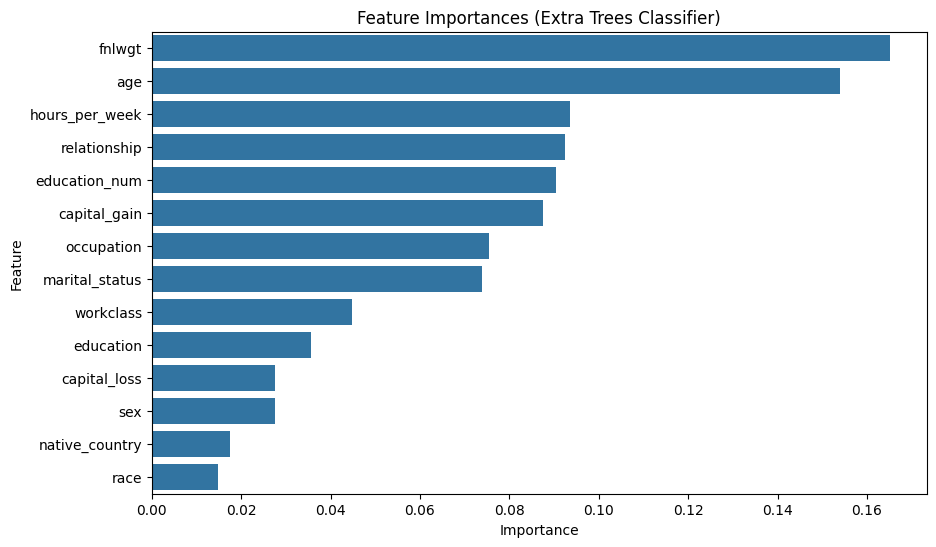 Feature Importances (Extra Trees Classifier)
fnlwgt
age
hours_per_week
relationship
education_num
capital_gain
occupation
marital_status
workclass
education
capital_loss
sex
native_country
race
Feature
0.00 0.02 0.04 0.06 0.08 0.10 0.12 0.14 0.16
Importance